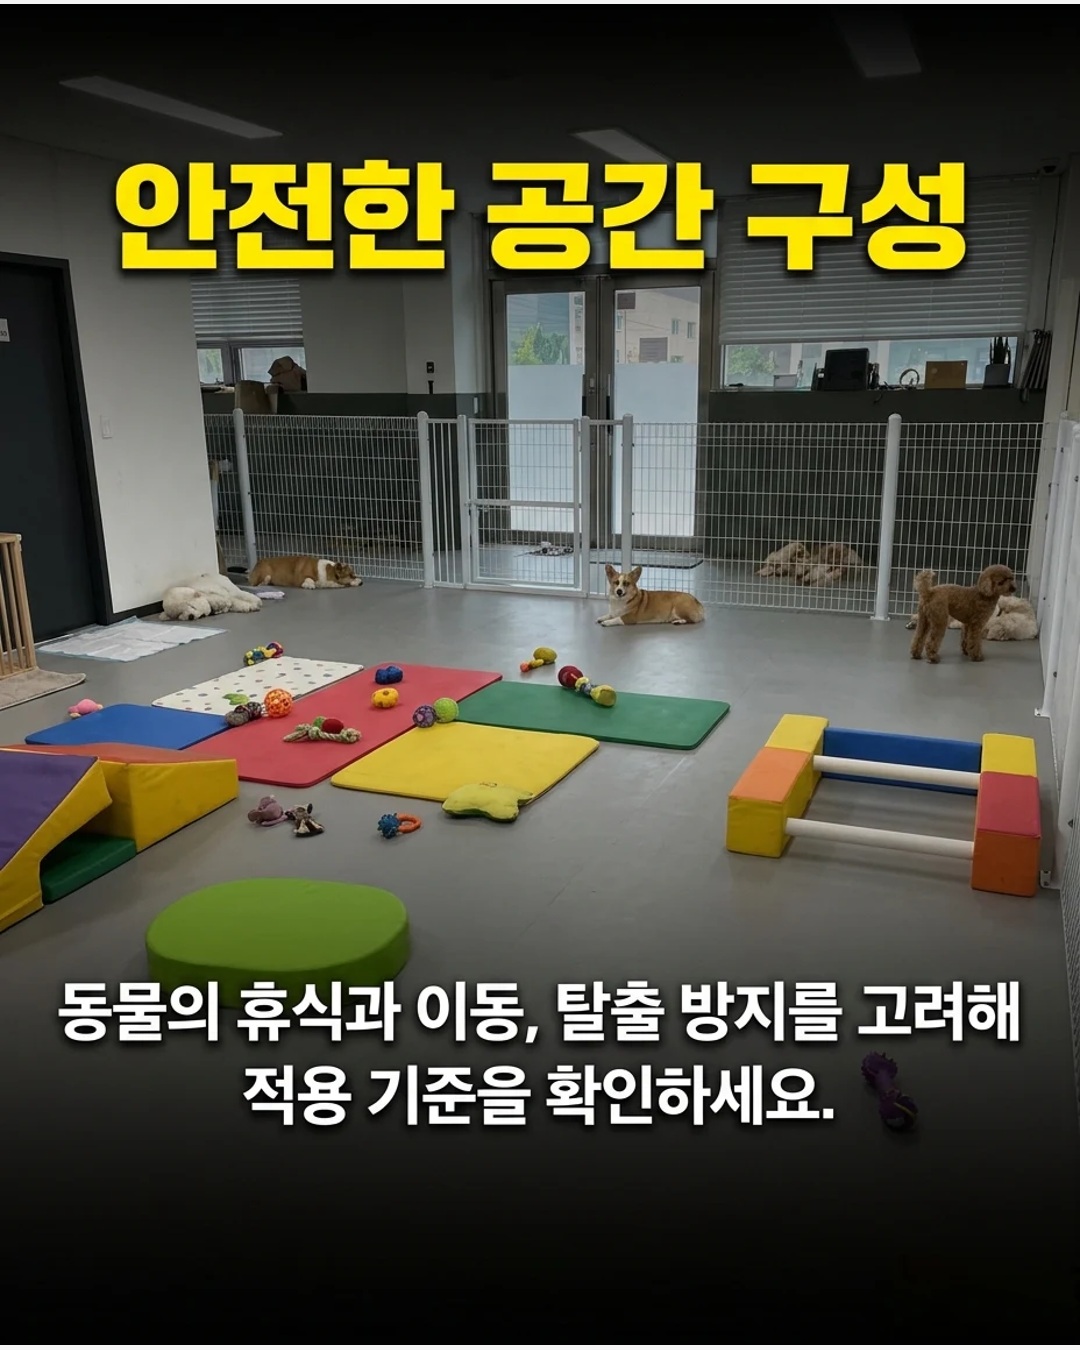 안전한 공간 구성
동물의 휴식과 이동, 탈출 방지를 고려해
적용 기준을 확인하세요.